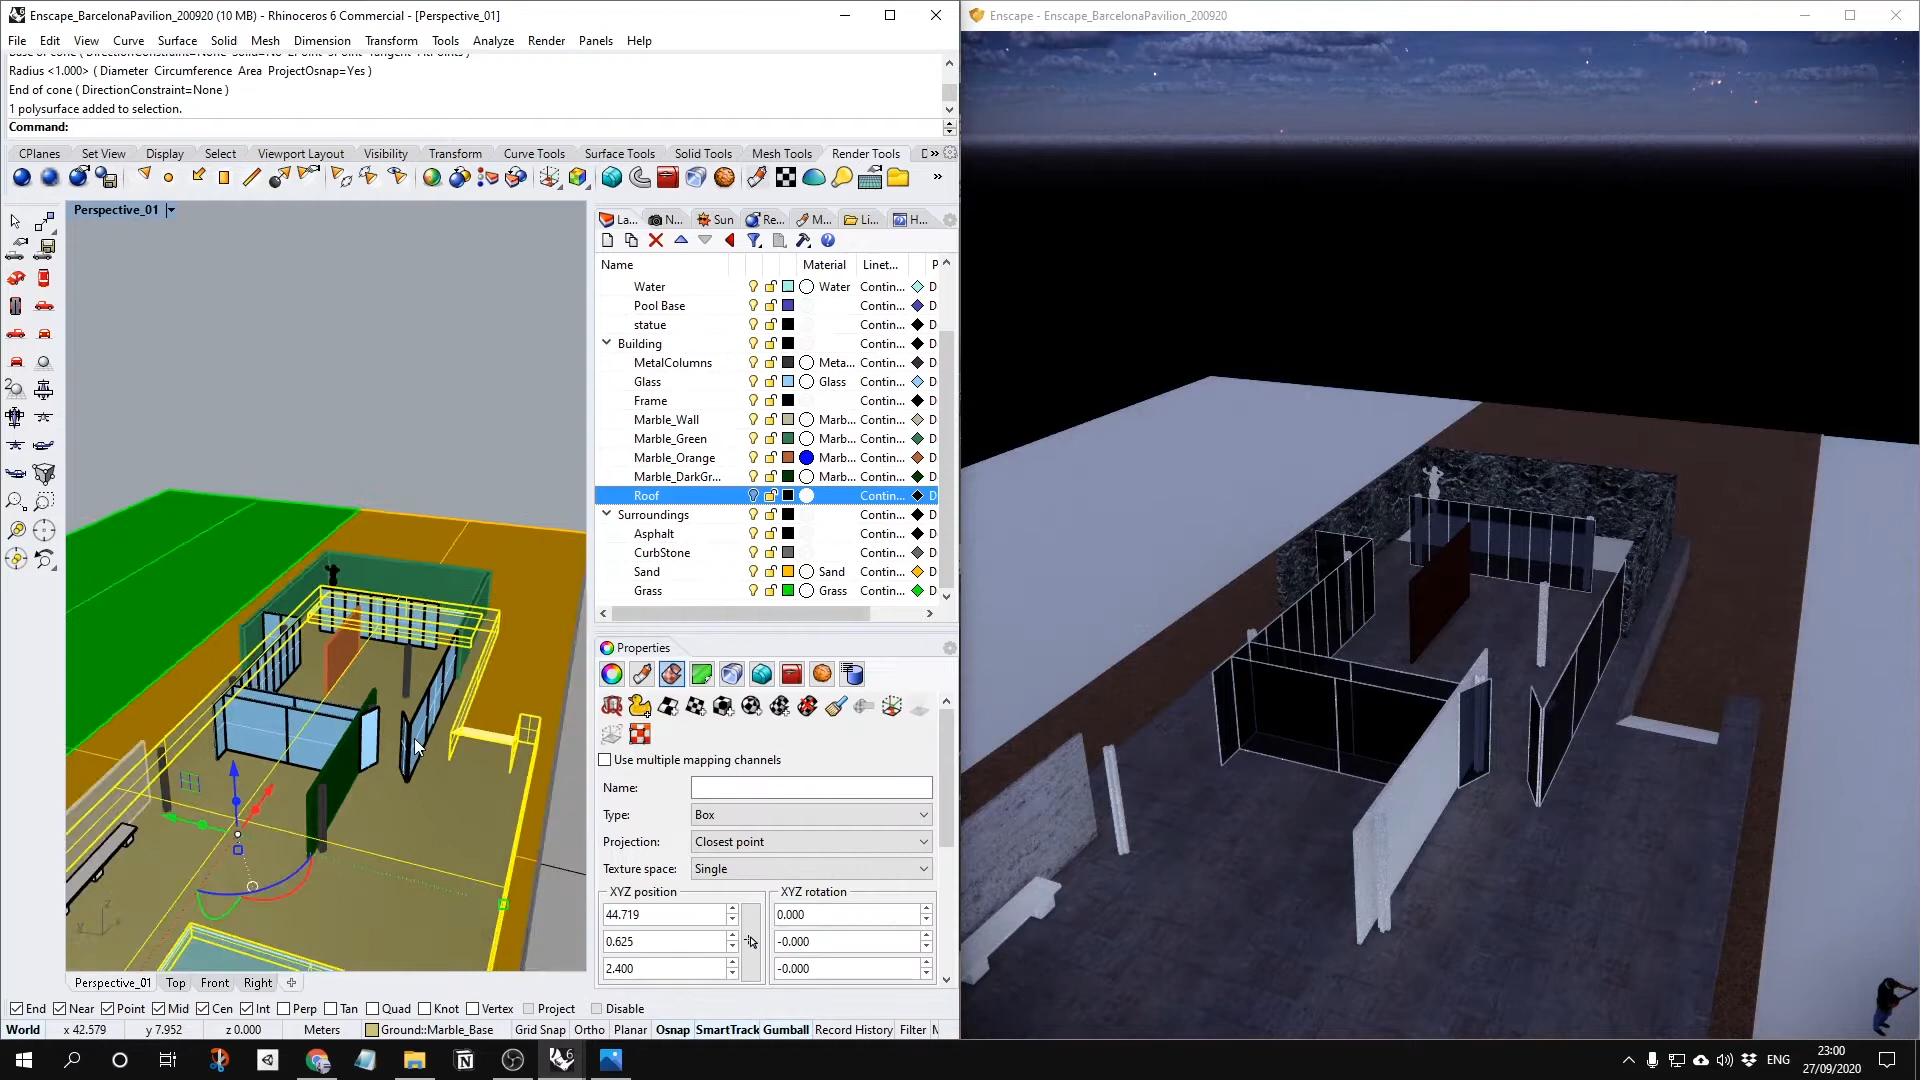 Enscape_BarcelonaPavilion_200920 (10 MB) - Rhinoceros 6 Commercial - [Perspective_01]
Enscape - Enscape_BarcelonaPavilion_200920
File Edit View Curve Surface Solid Mesh Dimension Transform Tools Analyze Render Panels Help
Radius <1.000> ( Diameter Circumference Area ProjectOsnap=Yes )
End of cone ( DirectionConstraint=None )
1 polysurface added to selection.
Command:
CPlanes Set View Display Select Viewport Layout Visibility Transform Curve Tools Surface Tools Solid Tools Mesh Tools Render Tools D »
»
Perspective_01
La... N... Sun Re... M... Li... H...
Name Material Linet... P
Water Water Contin... D
Pool Base Contin... D
statue Contin... D
Building
MetalColumns Meta... Contin... D
Glass Glass Contin... D
Frame Contin... D
Marble_Wall Marb... Contin... D
Marble_Green Marb... Contin... D
Marble_Orange Marb... Contin... D
Marble_DarkGr... Marb... Contin... D
Roof Contin... D
Surroundings D
Asphalt Contin... D
CurbStone Contin... D
Sand Sand Contin... D
Grass Grass Contin... D
Properties
Use multiple mapping channels
Name:
Type: Box
Projection: Closest point
Texture space: Single
XYZ position XYZ rotation
44.719 0.000
0.625 -0.000
2.400 -0.000
Perspective_01 Top Front Right
End Near Point Mid Cen Int Perp Tan Quad Knot Vertex Project Disable
World x 42.579 y 7.952 z 0.000 Meters Ground::Marble_Base Grid Snap Ortho Planar Osnap SmartTrack Gumball Record History Filter
ENG
23:00
27/09/2020